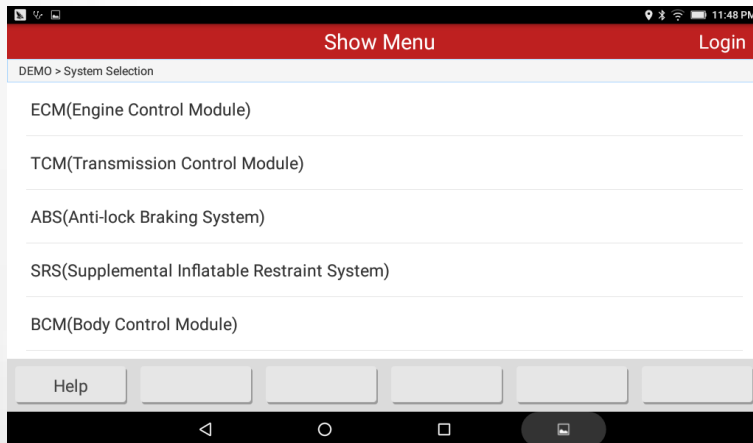 11:48 PM
Show Menu
Login
DEMO > System Selection
ECM(Engine Control Module)
TCM(Transmission Control Module)
ABS(Anti-lock Braking System)
SRS(Supplemental Inflatable Restraint System)
BCM(Body Control Module)
Help